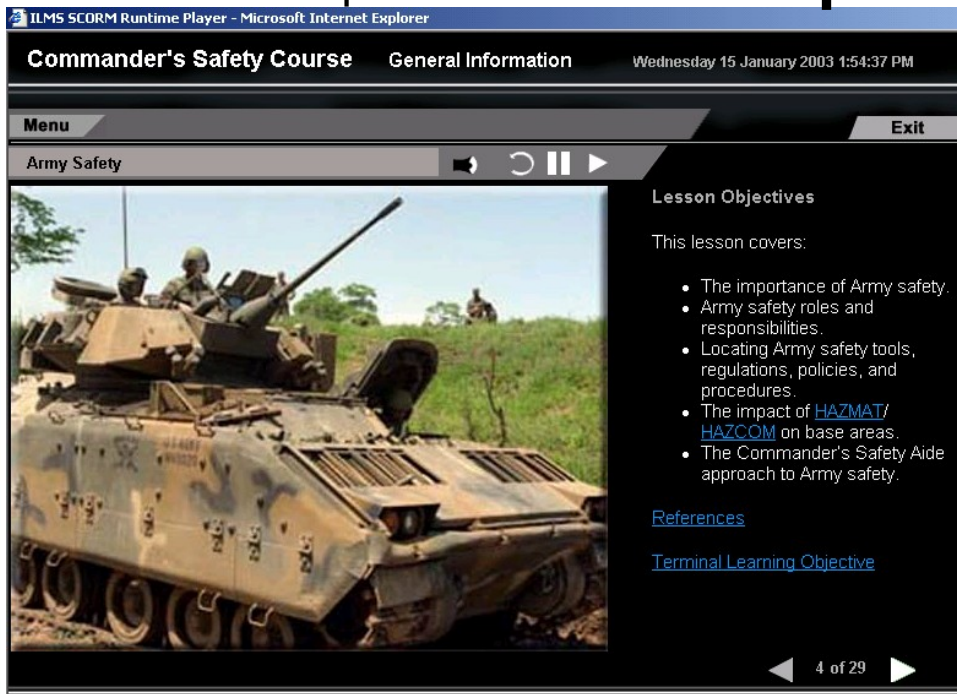 ILMS SCORM Runtime Player - Microsoft Internet Explorer
Commander's Safety Course General Information Wednesday 15 January 2003 1:54:37 PM
Menu Exit
Army Safety
Lesson Objectives
This lesson covers:
• The importance of Army safety.
• Army safety roles and
responsibilities.
• Locating Army safety tools,
regulations, policies, and
procedures.
• The impact of HAZMAT/
HAZCOM on base areas.
• The Commander's Safety Aide
approach to Army safety.
References
Terminal Learning Objective
4 of 29